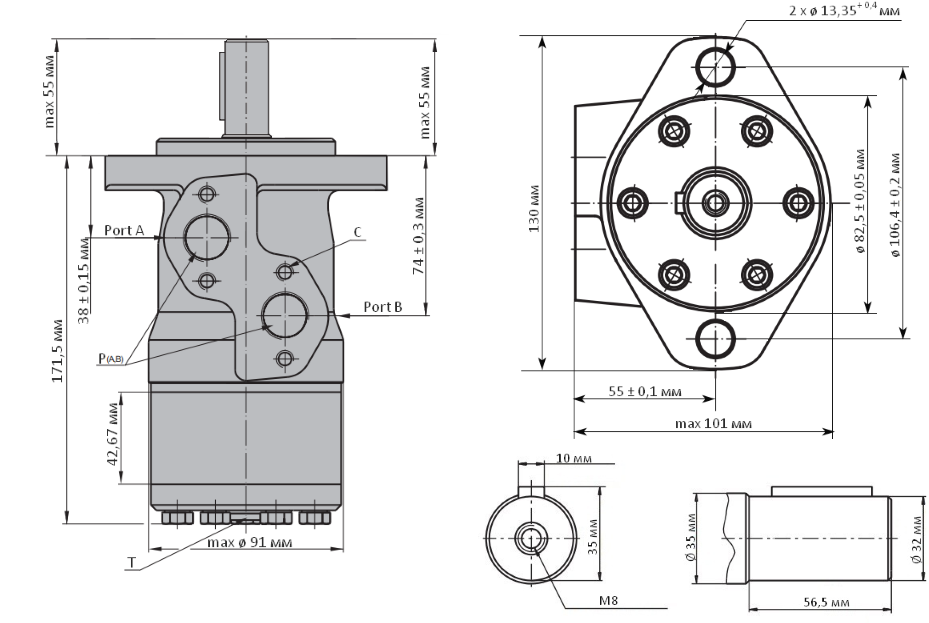 2 x ø 13,35⁺ ⁰,⁴ мм
max 55 мм
max 55 мм
Port A
C
38 ± 0,15 мм
74 ± 0,3 мм
Port B
P(A,B)
171,5 мм
42,67 мм
max ø 91 мм
T
130 мм
ø 82,5 ± 0,05 мм
ø 106,4 ± 0,2 мм
55 ± 0,1 мм
max 101 мм
10 мм
35 мм
M8
Ø 35 мм
Ø 32 мм
56,5 мм